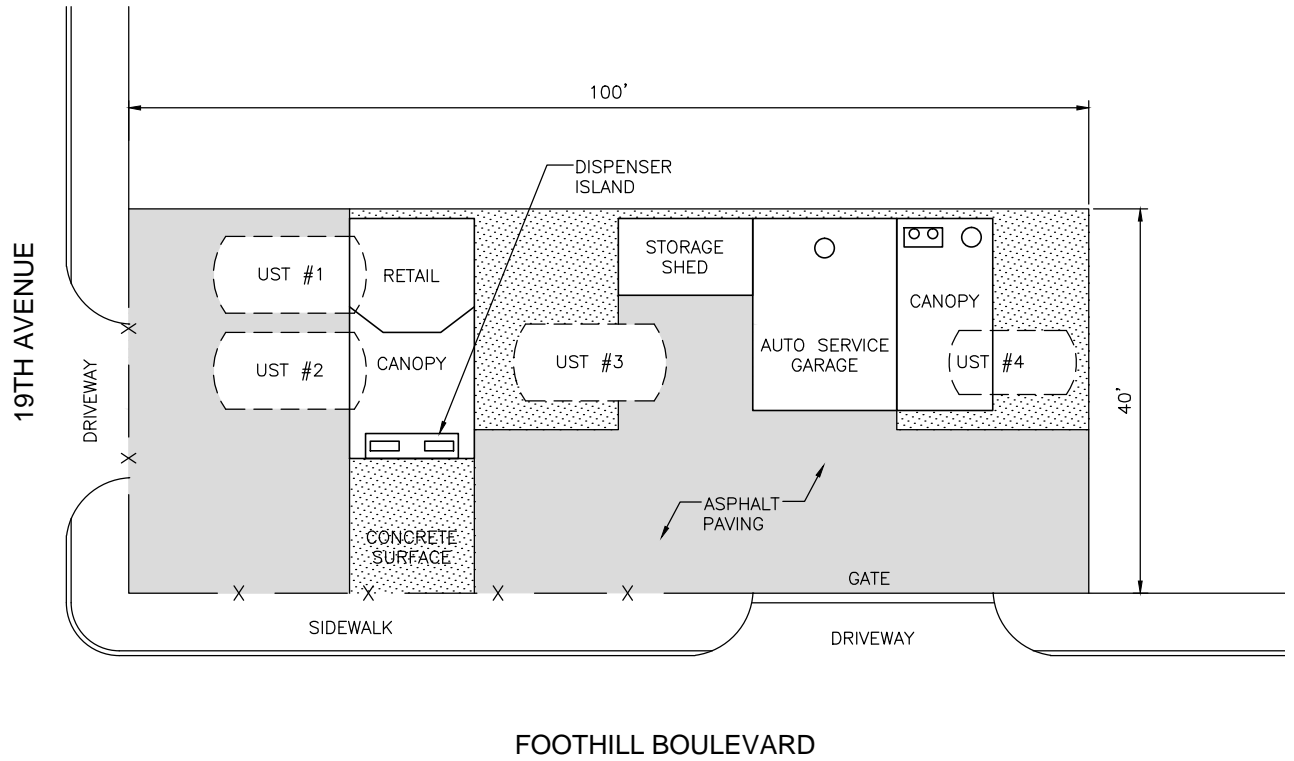 100'
DISPENSER
ISLAND
19TH AVENUE
UST #1
RETAIL
STORAGE
SHED
CANOPY
UST #2
CANOPY
UST #3
AUTO SERVICE
GARAGE
UST #4
40'
DRIVEWAY
ASPHALT
PAVING
CONCRETE
SURFACE
GATE
SIDEWALK
DRIVEWAY
FOOTHILL BOULEVARD